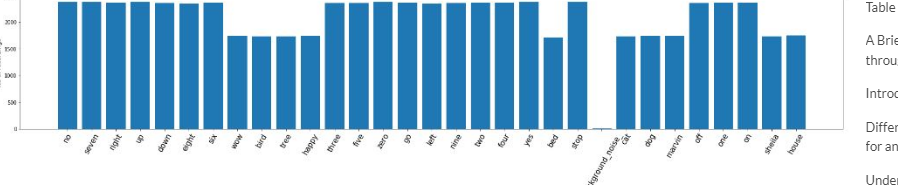 2000
1500
1000
500
0
no seven right up down eight six wow bird tree happy three five zero go left nine two four yes bed stop kground_noise_ cat dog marvin off one on sheila house
Table
A Brie
throu
Introd
Differ
for an
Under